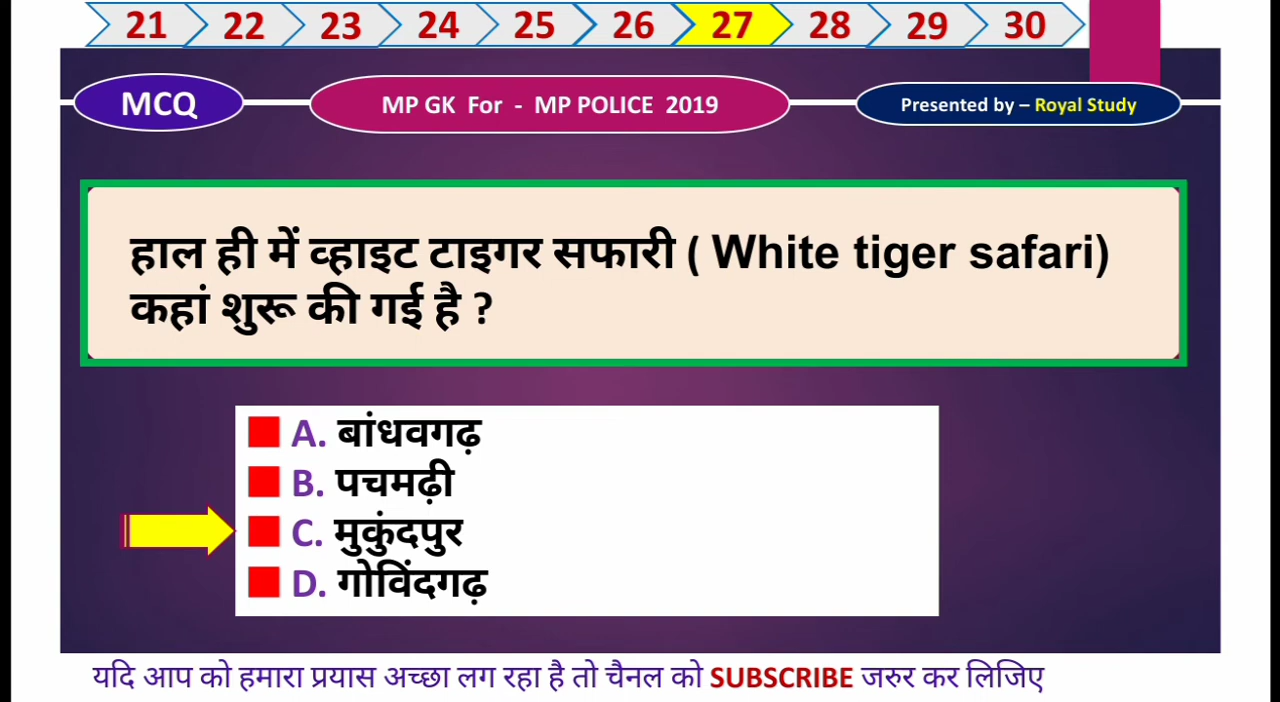 21 22 23 24 25 26 27 28 29 30
MCQ
MP GK For - MP POLICE 2019
Presented by – Royal Study
हाल ही में व्हाइट टाइगर सफारी ( White tiger safari)
कहां शुरू की गई है ?
A. बांधवगढ़
B. पचमढ़ी
C. मुकुंदपुर
D. गोविंदगढ़
यदि आप को हमारा प्रयास अच्छा लग रहा है तो चैनल को SUBSCRIBE जरुर कर लिजिए